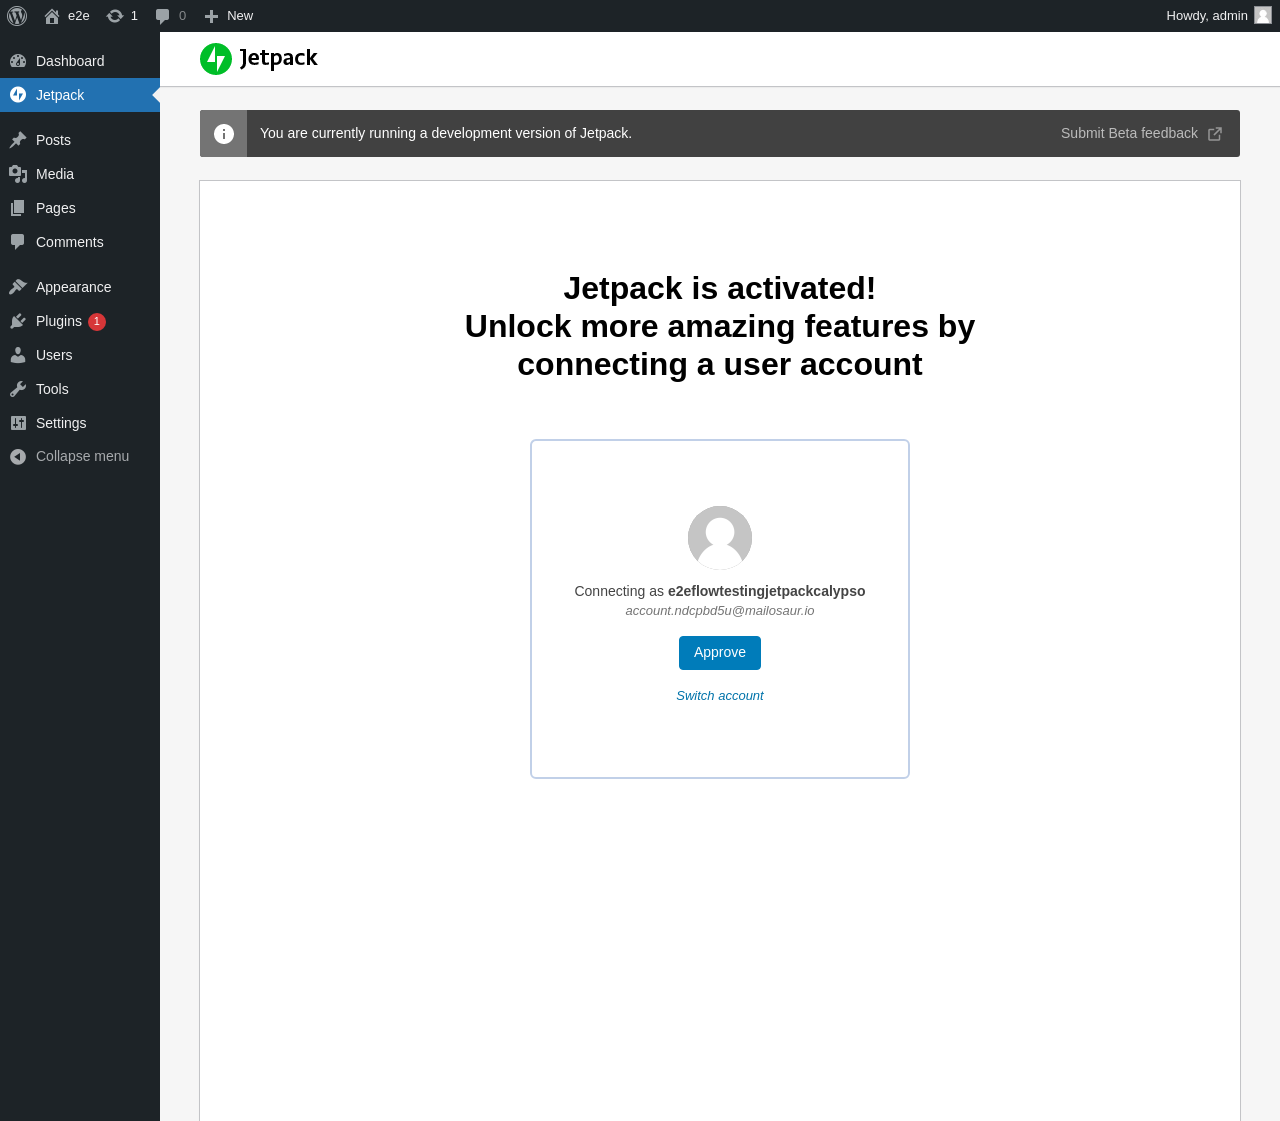 e2e 1 0 New Howdy, admin
Dashboard
Jetpack
Posts
Media
Pages
Comments
Appearance
Plugins 1
Users
Tools
Settings
Collapse menu
Jetpack
You are currently running a development version of Jetpack. Submit Beta feedback
Jetpack is activated!
Unlock more amazing features by
connecting a user account
Connecting as e2eflowtestingjetpackcalypso
account.ndcpbd5u@mailosaur.io
Approve
Switch account